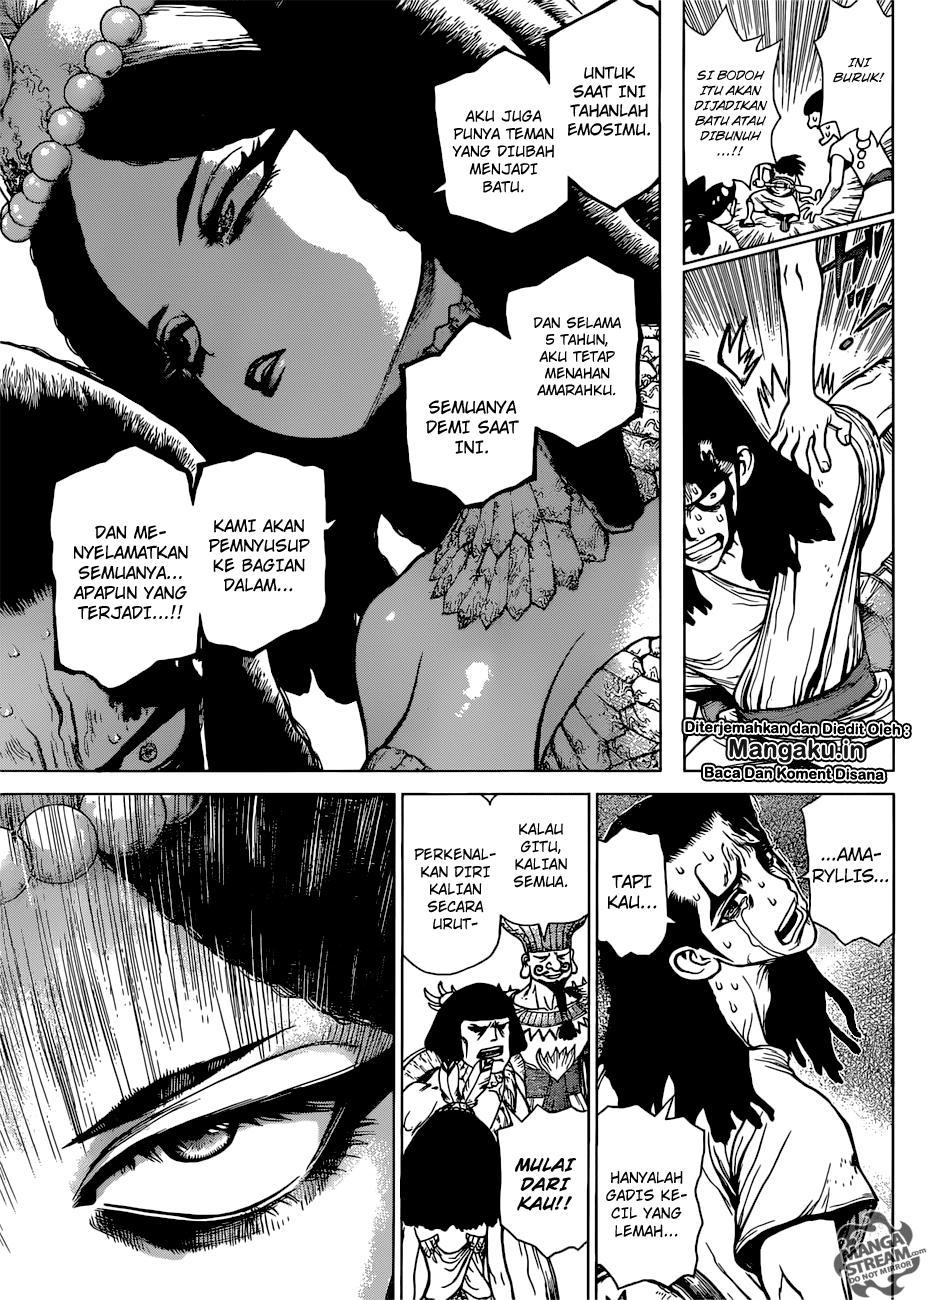 INI
BURUK!
SI BODOH
ITU AKAN
DIJADIKAN
BATU ATAU
DIBUNUH
...!!
UNTUK
SAAT INI
TAHANLAH
EMOSIMU.
AKU JUGA
PUNYA TEMAN
YANG DIUBAH
MENJADI
BATU.
DAN SELAMA
5 TAHUN,
AKU TETAP
MENAHAN
AMARAHKU.
SEMUANYA
DEMI SAAT
INI.
KAMI AKAN
PEMNYUSUP
KE BAGIAN
DALAM...
DAN ME-
NYELAMATKAN
SEMUANYA...
APAPUN YANG
TERJADI...!!
Diterjemahkan dan Diedit Oleh :
Mangaku.in
Baca Dan Koment Disana
...AMA-
RYLLIS...
TAPI
KAU...
HANYALAH
GADIS KE-
CIL YANG
LEMAH...
KALAU
GITU,
KALIAN
SEMUA.
PERKENAL-
KAN DIRI
KALIAN
SECARA
URUT-
MULAI
DARI
KAU!!
MANGA
STREAM.COM
DO NOT MIRROR!